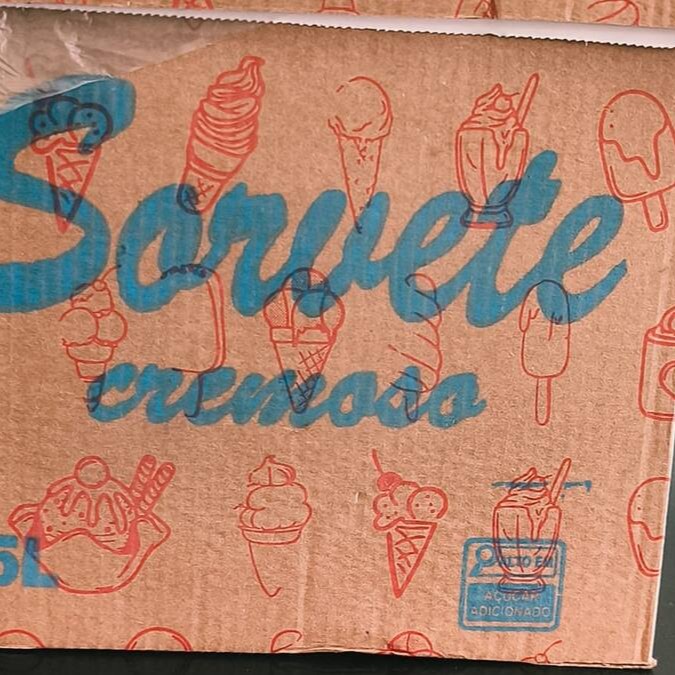 Sorvete
cremoso
5L
ALTO EM
AÇÚCAR
ADICIONADO